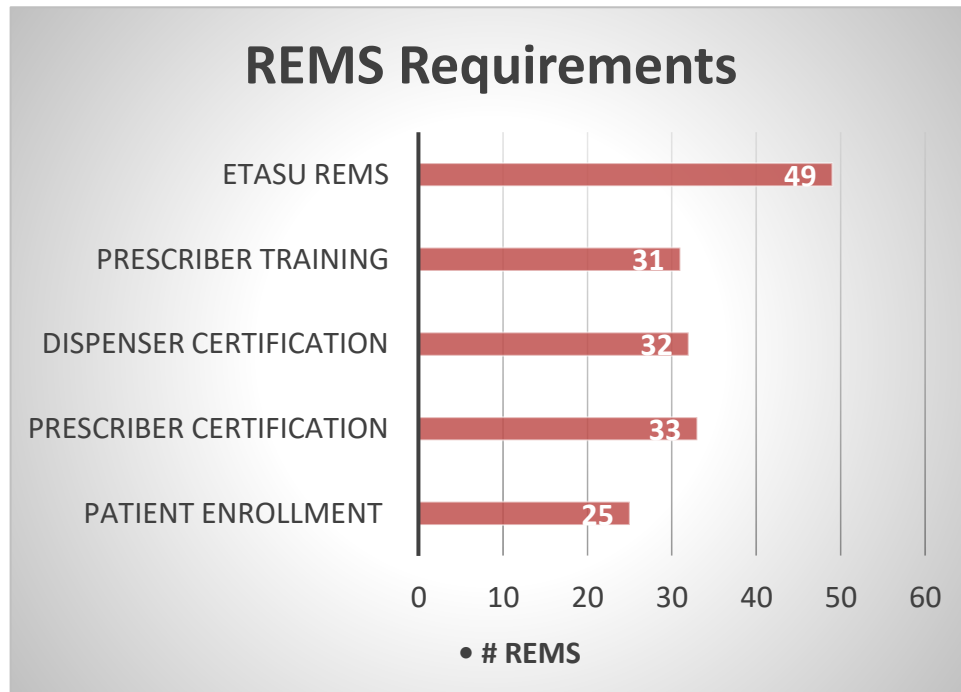 REMS Requirements
ETASU REMS
49
PRESCRIBER TRAINING
31
DISPENSER CERTIFICATION
32
PRESCRIBER CERTIFICATION
33
PATIENT ENROLLMENT
25
0 10 20 30 40 50 60
• # REMS